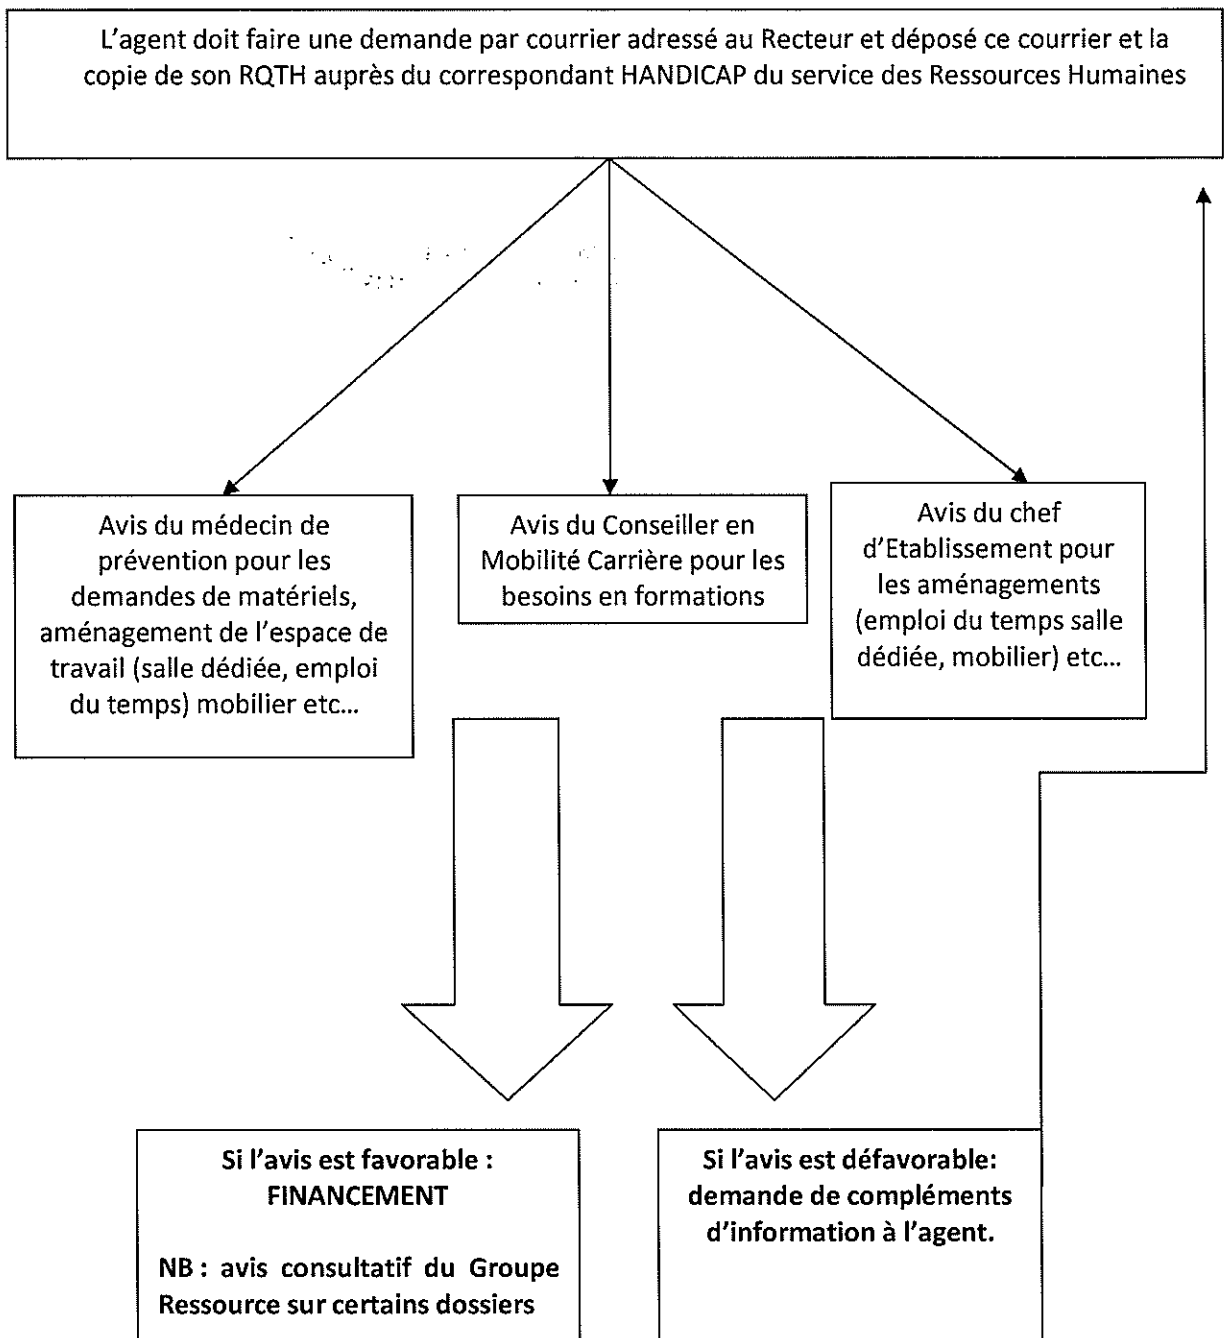 L'agent doit faire une demande par courrier adressé au Recteur et déposé ce courrier et la
copie de son RQTH auprès du correspondant HANDICAP du service des Ressources Humaines
Avis du médecin de
prévention pour les
demandes de matériels,
aménagement de l'espace de
travail (salle dédiée, emploi
du temps) mobilier etc…
Avis du Conseiller en
Mobilité Carrière pour les
besoins en formations
Avis du chef
d'Etablissement pour
les aménagements
(emploi du temps salle
dédiée, mobilier) etc…
Si l'avis est favorable :
FINANCEMENT
NB : avis consultatif du Groupe
Ressource sur certains dossiers
Si l'avis est défavorable:
demande de compléments
d'information à l'agent.